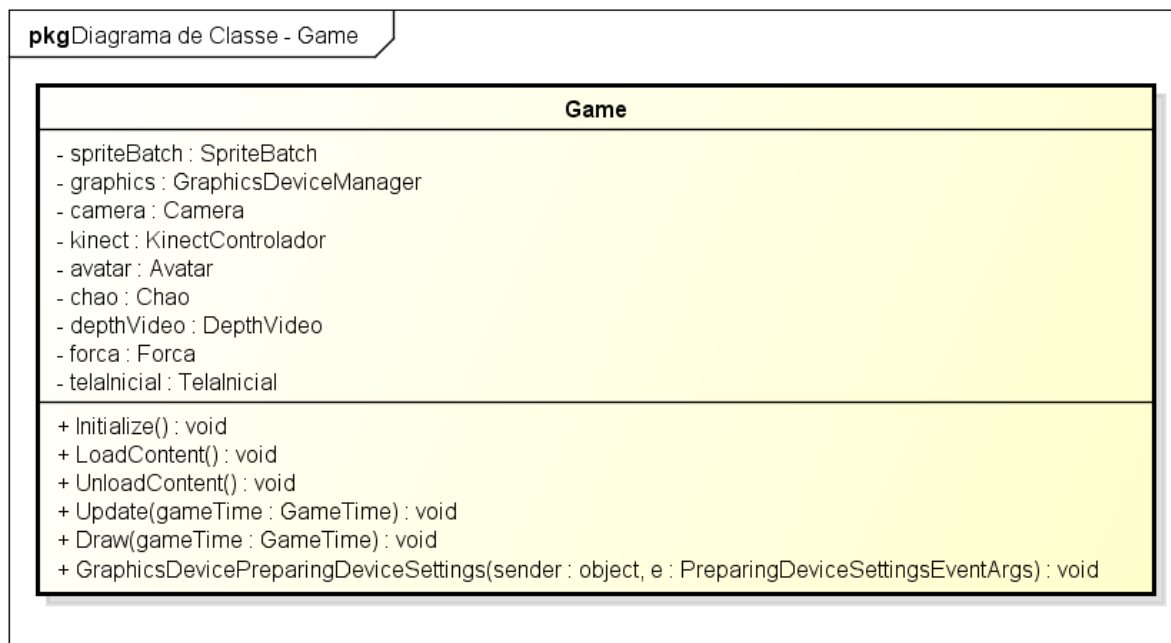 pkgDiagrama de Classe - Game
Game
- spriteBatch : SpriteBatch
- graphics : GraphicsDeviceManager
- camera : Camera
- kinect : KinectControlador
- avatar : Avatar
- chao : Chao
- depthVideo : DepthVideo
- forca : Forca
- telaInicial : TelaInicial
+ Initialize() : void
+ LoadContent() : void
+ UnloadContent() : void
+ Update(gameTime : GameTime) : void
+ Draw(gameTime : GameTime) : void
+ GraphicsDevicePreparingDeviceSettings(sender : object, e : PreparingDeviceSettingsEventArgs) : void